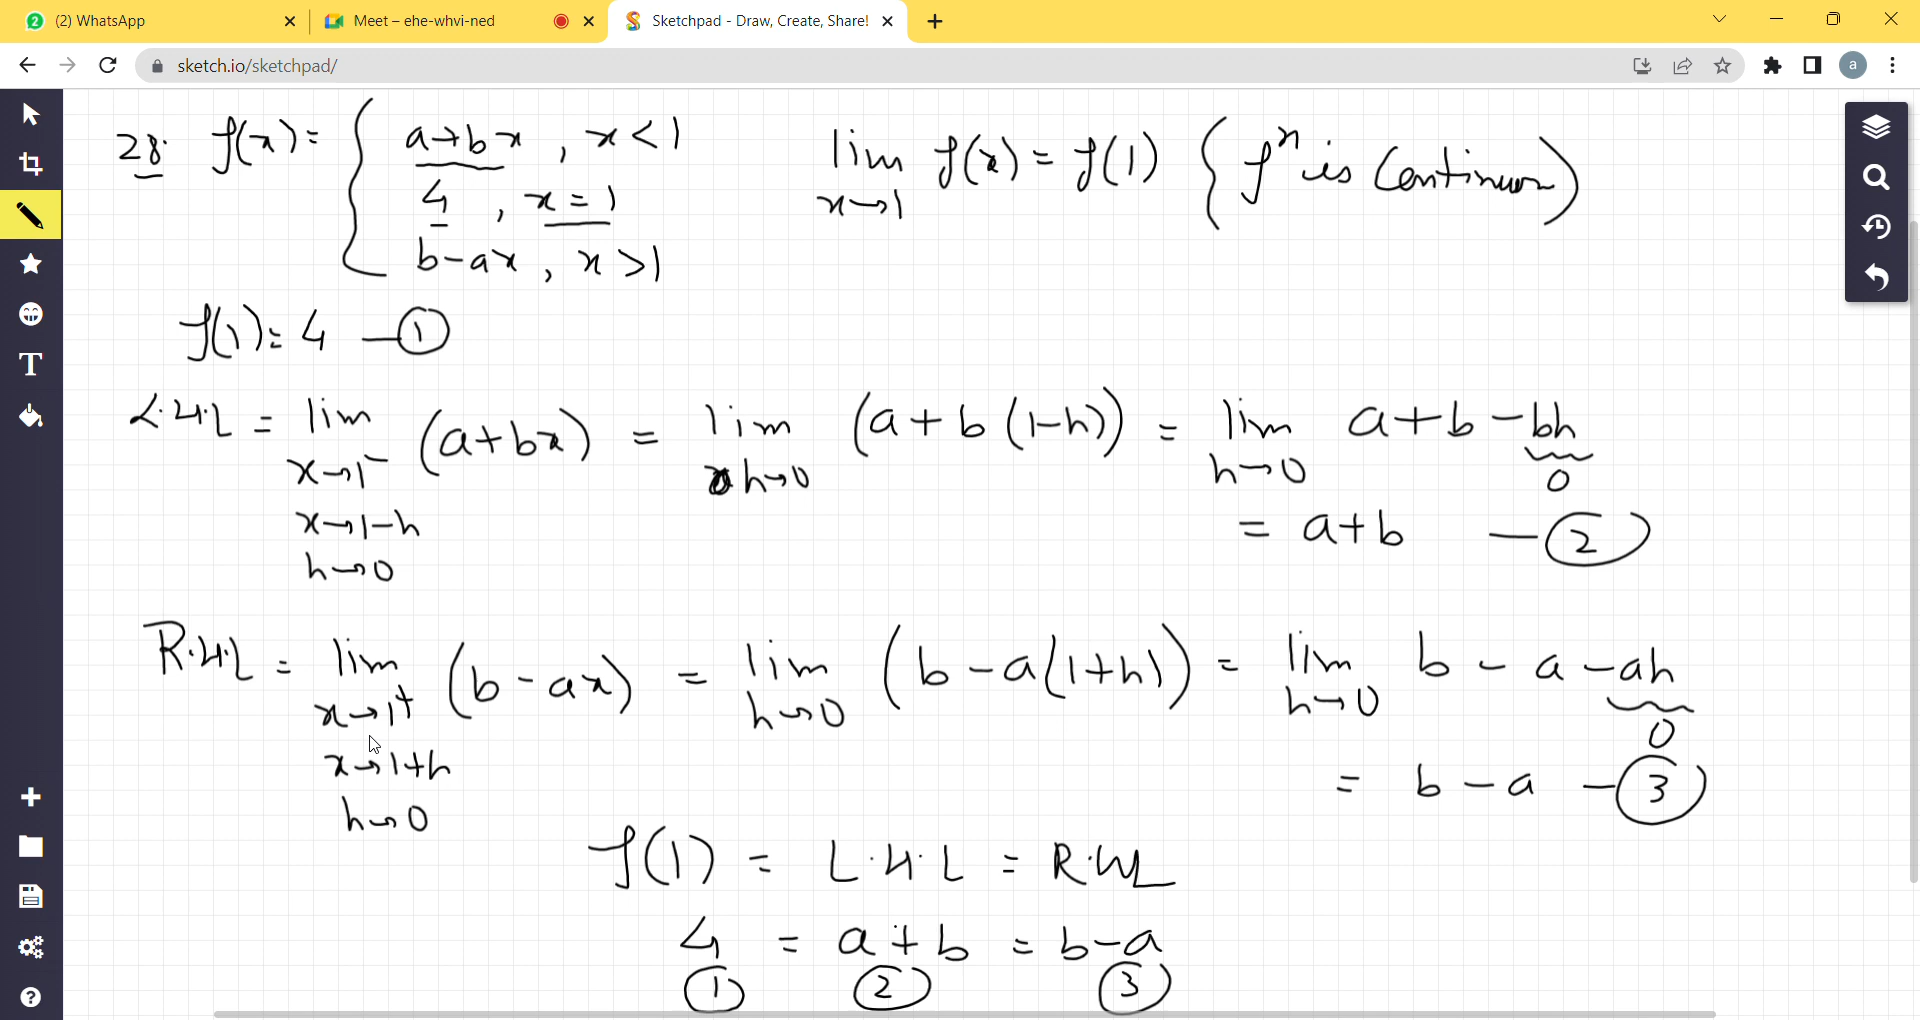 (2) WhatsApp
Meet – ehe-whvi-ned
Sketchpad - Draw, Create, Share!
sketch.io/sketchpad/
a
28. f(x) = { a+bx , x<1
4 , x=1
b-ax , x>1
lim x→1 f(x) = f(1) { fⁿ is Continuous )
f(1) = 4 — ①
L.H.L = lim x→1⁻ (a+bx) = lim h→0 (a+b(1-h)) = lim h→0 a+b-bh
0
x→1-h
h→0
= a+b — ②
R.H.L = lim x→1⁺ (b-ax) = lim h→0 (b-a(1+h)) = lim h→0 b-a-ah
0
x→1+h
h→0
= b-a — ③
f(1) = L.H.L = R.HL
4 = a+b = b-a
① ② ③